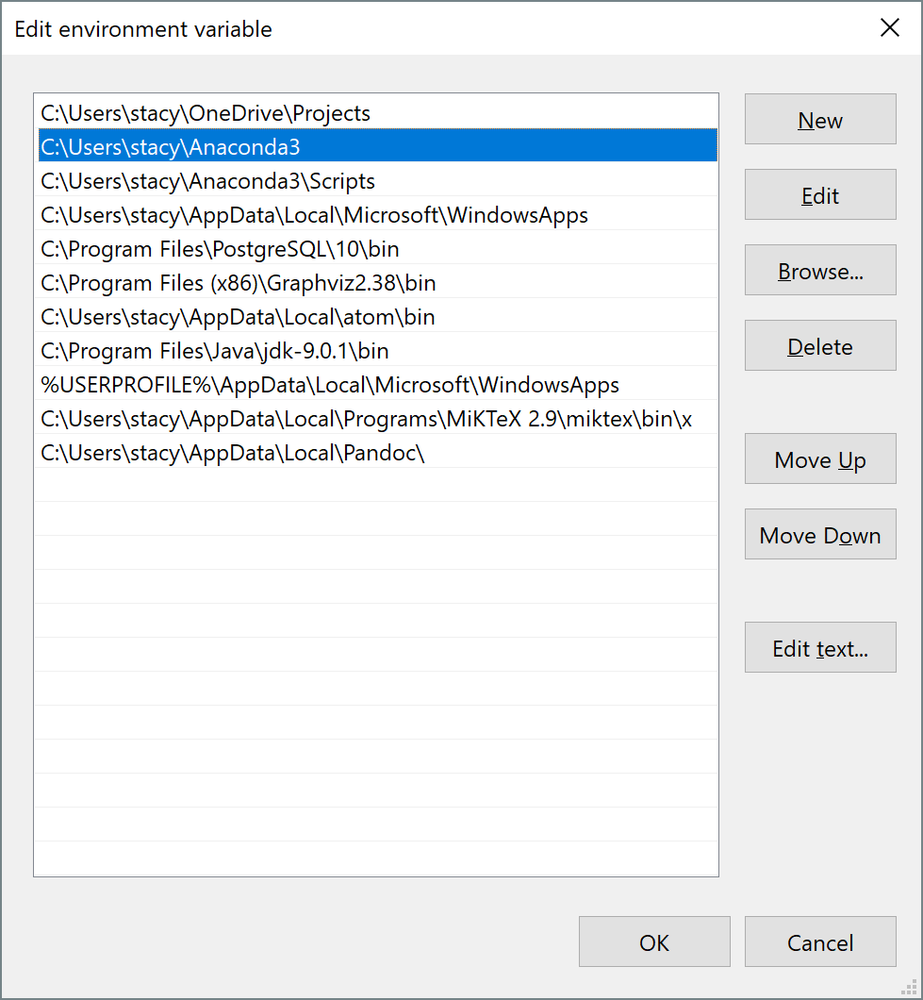 Edit environment variable
C:\Users\stacy\OneDrive\Projects
New
C:\Users\stacy\Anaconda3
C:\Users\stacy\Anaconda3\Scripts
Edit
C:\Users\stacy\AppData\Local\Microsoft\WindowsApps
C:\Program Files\PostgreSQL\10\bin
Browse...
C:\Program Files (x86)\Graphviz2.38\bin
C:\Users\stacy\AppData\Local\atom\bin
C:\Program Files\Java\jdk-9.0.1\bin
Delete
%USERPROFILE%\AppData\Local\Microsoft\WindowsApps
C:\Users\stacy\AppData\Local\Programs\MiKTeX 2.9\miktex\bin\x
C:\Users\stacy\AppData\Local\Pandoc\
Move Up
Move Down
Edit text...
OK
Cancel